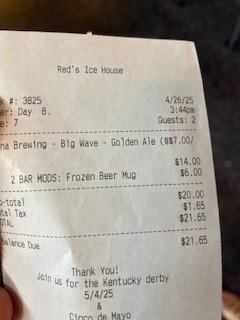 Red's Ice House
#: 3825 4/26/25
er: Day B. 3:44pm
e: 7 Guests: 2
na Brewing - Big Wave - Golden Ale (@$7.00/
$14.00
2 BAR MODS: Frozen Beer Mug $6.00
o-total $20.00
tal Tax $1.65
OTAL $21.65
Balance Due $21.65
Thank You!
Join us for the Kentucky derby
5/4/25
&
Cinco de Mayo